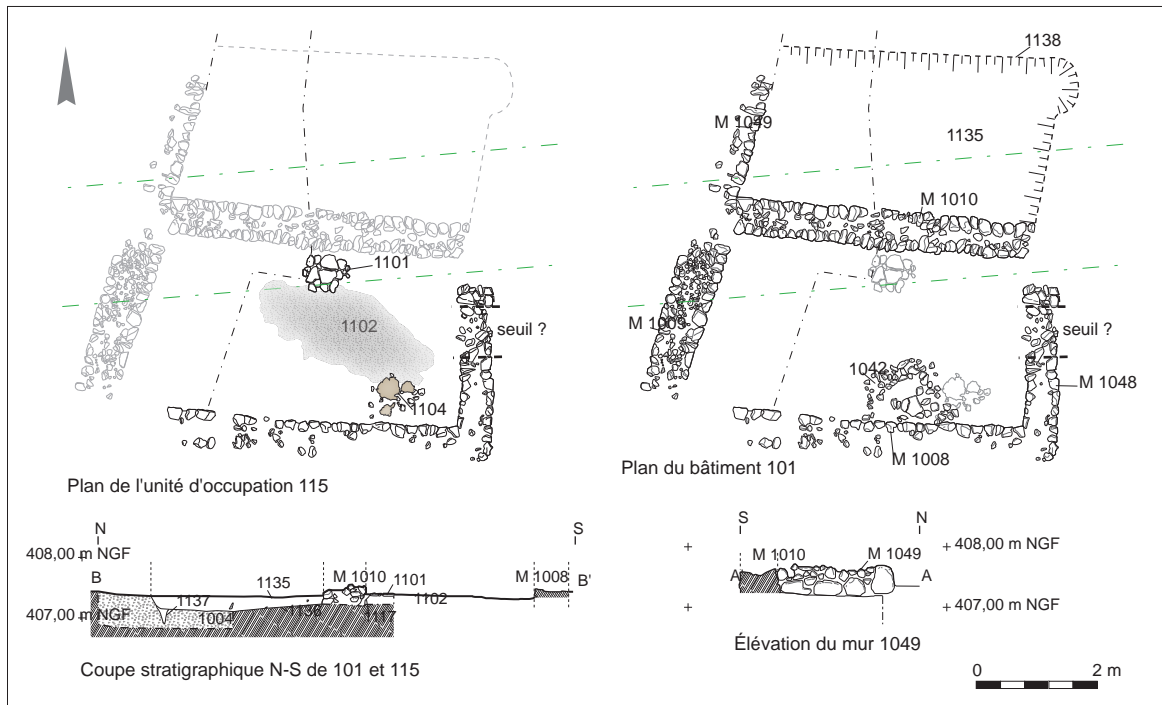 1101
1102
seuil ?
1104
Plan de l'unité d'occupation 115
1138
M 1049
1135
M 1010
M 1009
seuil ?
1042
M 1048
M 1008
Plan du bâtiment 101
N
S
408,00 m NGF
B
1135
M 1010
1101
M 1008
B'
1102
1137
1136
407,00 m NGF
1004
1117
Coupe stratigraphique N-S de 101 et 115
S
N
M 1010
M 1049
408,00 m NGF
A
A
407,00 m NGF
Élévation du mur 1049
0
2 m